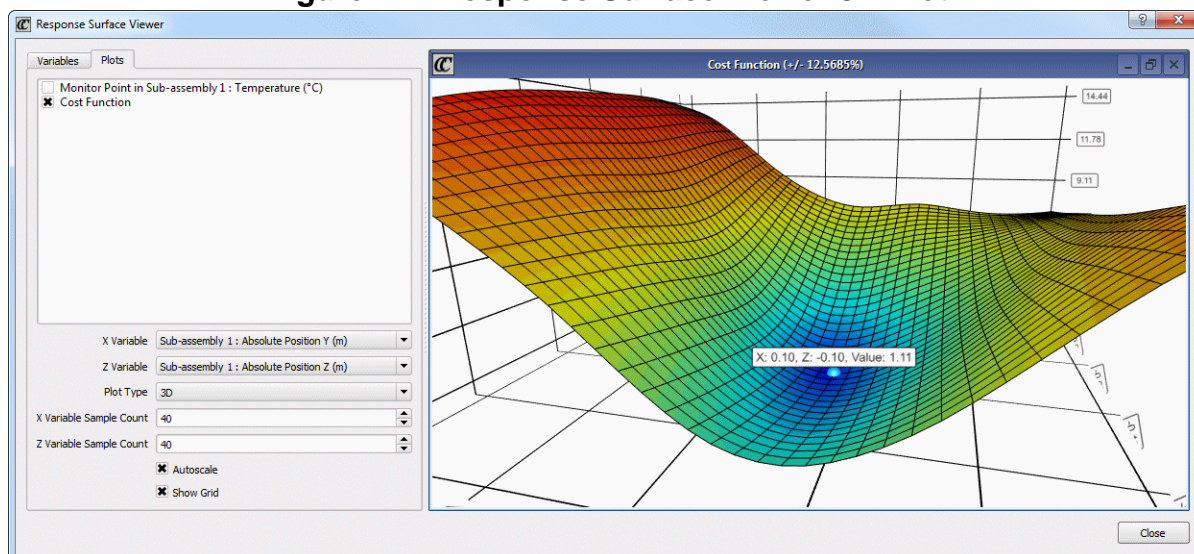 Response Surface Viewer
Variables
Plots
Monitor Point in Sub-assembly 1 : Temperature (°C)
Cost Function
X Variable
Sub-assembly 1 : Absolute Position Y (m)
Z Variable
Sub-assembly 1 : Absolute Position Z (m)
Plot Type
3D
X Variable Sample Count
40
Z Variable Sample Count
40
Autoscale
Show Grid
Cost Function (+/- 12.5685%)
14.44
11.78
9.11
X: 0.10, Z: -0.10, Value: 1.11
Close